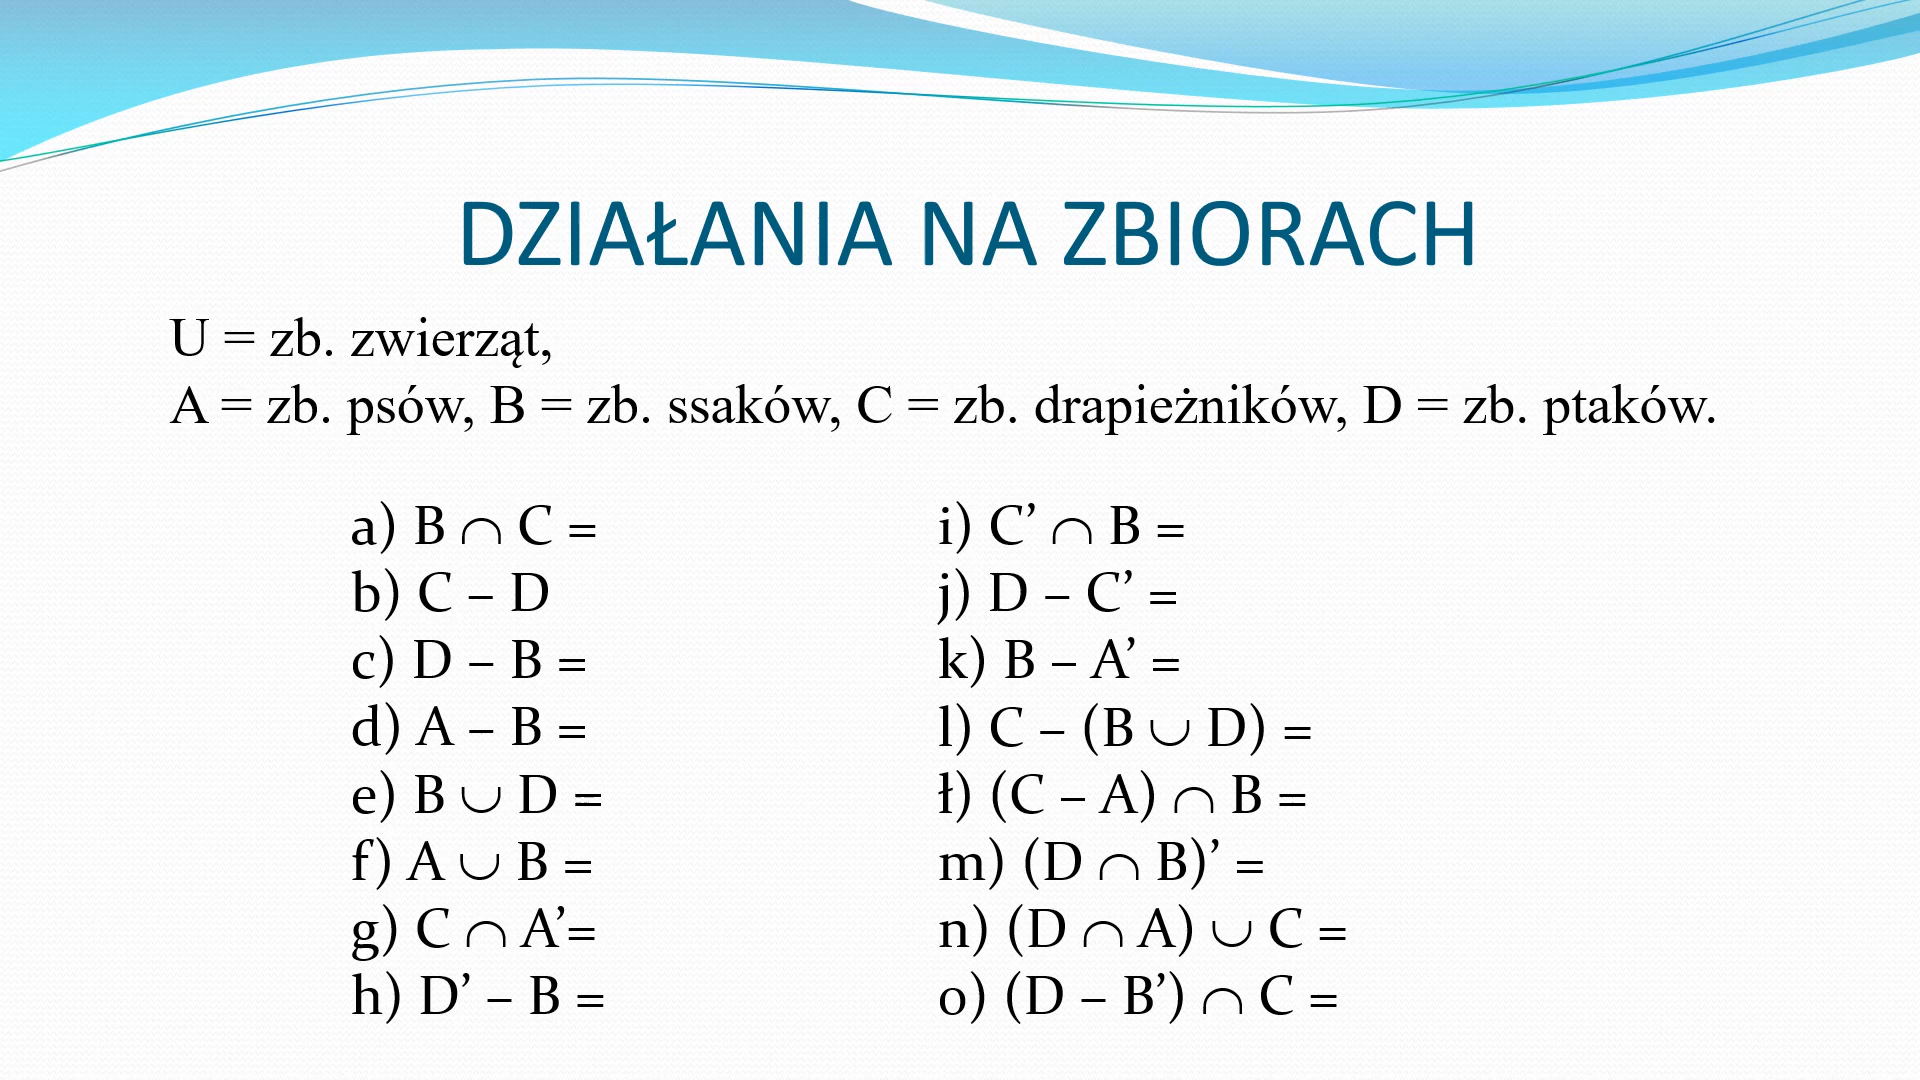 DZIAŁANIA NA ZBIORACH
U = zb. zwierząt,
A = zb. psów, B = zb. ssaków, C = zb. drapieżników, D = zb. ptaków.
a) B ∩ C =
b) C – D
c) D – B =
d) A – B =
e) B ∪ D =
f) A ∪ B =
g) C ∩ A’=
h) D’ – B =
i) C’ ∩ B =
j) D – C’ =
k) B – A’ =
l) C – (B ∪ D) =
ł) (C – A) ∩ B =
m) (D ∩ B)’ =
n) (D ∩ A) ∪ C =
o) (D – B’) ∩ C =